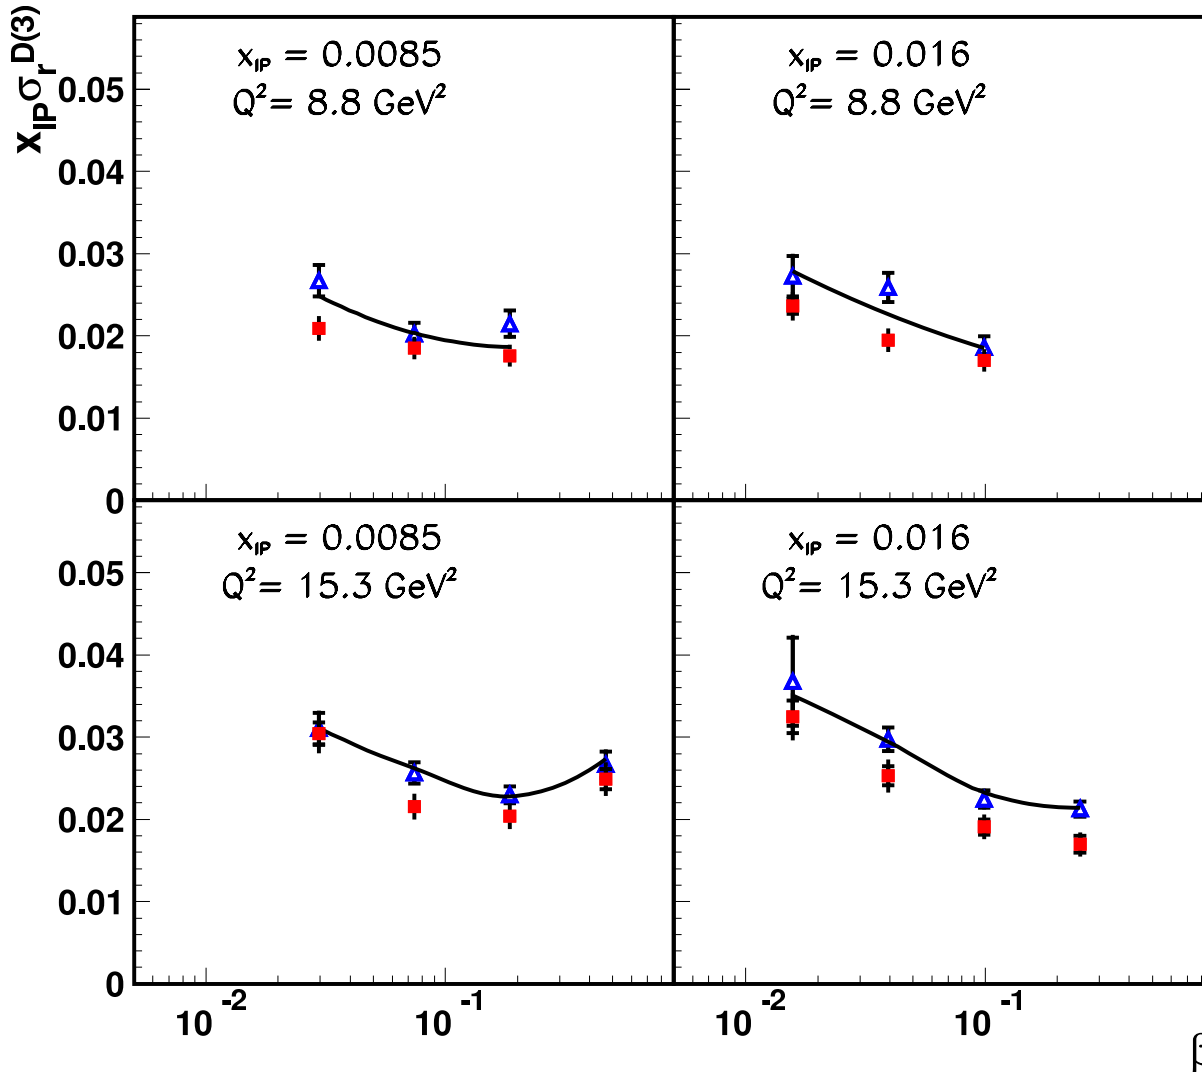 x_IP σ_r^D(3)
x_IP = 0.0085
Q²= 8.8 GeV²
x_IP = 0.016
Q²= 8.8 GeV²
0.05
0.04
0.03
0.02
0.01
0
x_IP = 0.0085
Q²= 15.3 GeV²
x_IP = 0.016
Q²= 15.3 GeV²
0.05
0.04
0.03
0.02
0.01
0
10⁻² 10⁻¹ 10⁻² 10⁻¹
β